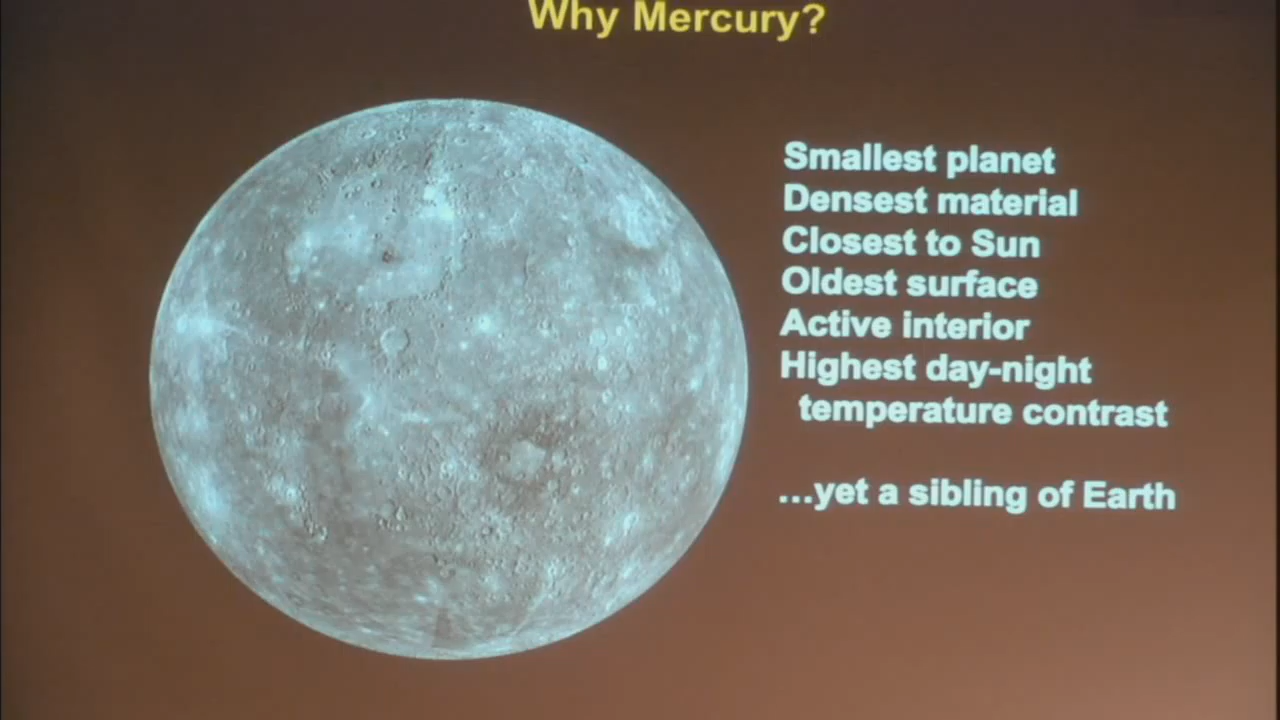 Why Mercury?
Smallest planet
Densest material
Closest to Sun
Oldest surface
Active interior
Highest day-night
temperature contrast
...yet a sibling of Earth